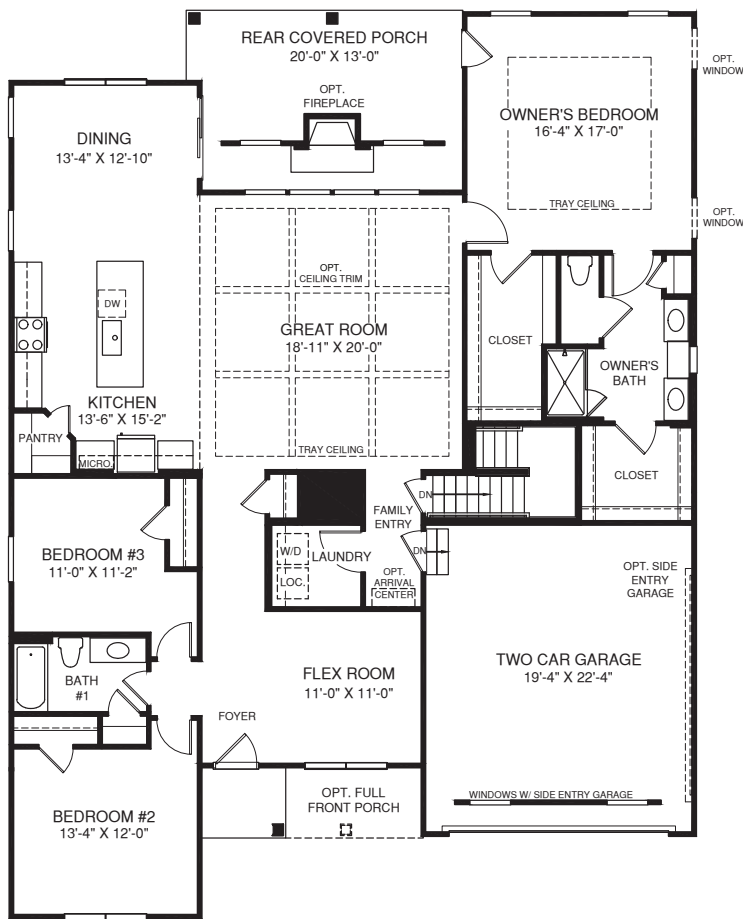 REAR COVERED PORCH
20'-0" X 13'-0"
OPT.
FIREPLACE
OPT.
WINDOW
OWNER'S BEDROOM
16'-4" X 17'-0"
TRAY CEILING
OPT.
WINDOW
DINING
13'-4" X 12'-10"
OPT.
CEILING TRIM
DW
GREAT ROOM
18'-11" X 20'-0"
CLOSET
OWNER'S
BATH
KITCHEN
13'-6" X 15'-2"
PANTRY
MICRO.
TRAY CEILING
CLOSET
DN
FAMILY
ENTRY
BEDROOM #3
11'-0" X 11'-2"
W/D
LAUNDRY
LOC.
DN
OPT.
ARRIVAL
CENTER
OPT. SIDE
ENTRY
GARAGE
TWO CAR GARAGE
19'-4" X 22'-4"
BATH
#1
FLEX ROOM
11'-0" X 11'-0"
FOYER
OPT. FULL
FRONT PORCH
WINDOWS W/ SIDE ENTRY GARAGE
BEDROOM #2
13'-4" X 12'-0"